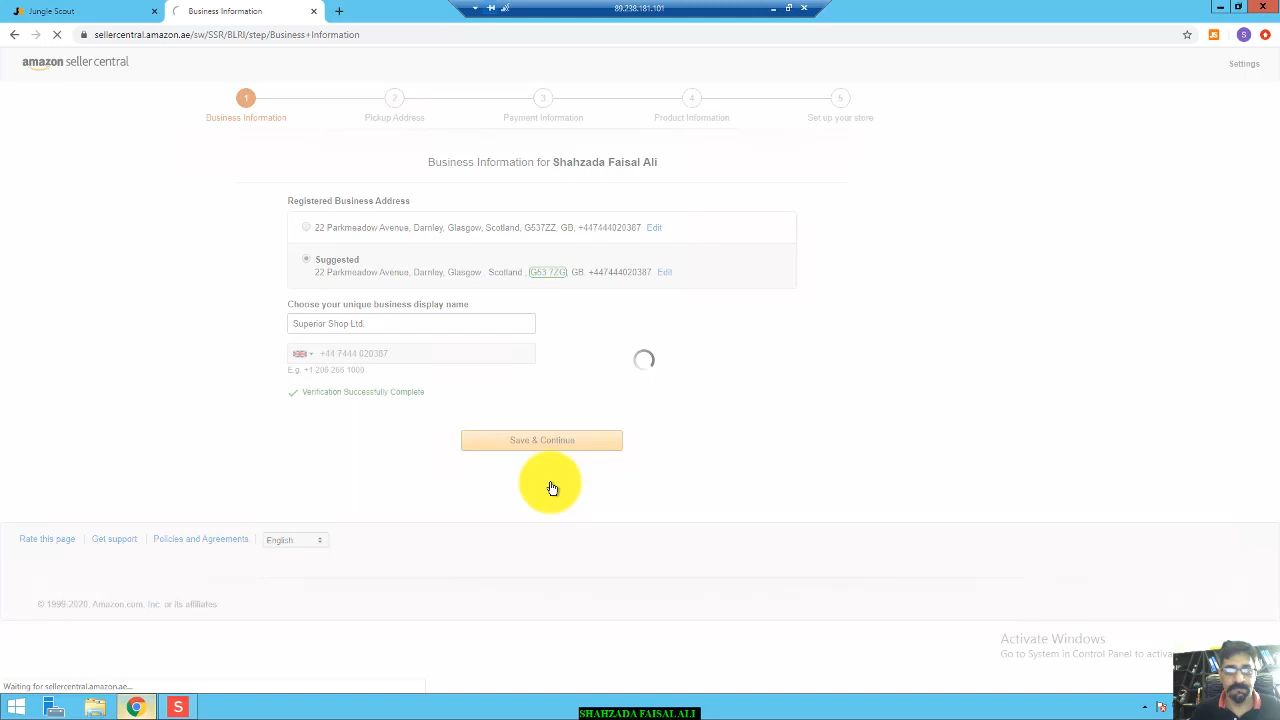 Jungle Scout
Business Information
89.238.181.101
sellercentral.amazon.ae/sw/SSR/BLRI/step/Business+Information
JS
S
amazon seller central
Settings
1
2
3
4
5
Business Information
Pickup Address
Payment Information
Product Information
Set up your store
Business Information for Shahzada Faisal Ali
Registered Business Address
22 Parkmeadow Avenue, Darnley, Glasgow, Scotland, G537ZZ, GB, +447444020387 Edit
Suggested
22 Parkmeadow Avenue, Darnley, Glasgow , Scotland , G53 7ZG, GB, +447444020387 Edit
Choose your unique business display name
Superior Shop Ltd.
+44 7444 020387
E.g. +1 206 266 1000
Verification Successfully Complete
Save & Continue
Rate this page
Get support
Policies and Agreements
English
© 1999-2020, Amazon.com, Inc. or its affiliates
Activate Windows
Go to System in Control Panel to activa
Waiting for sellercentral.amazon.ae...
S
SHAHZADA FAISAL ALI